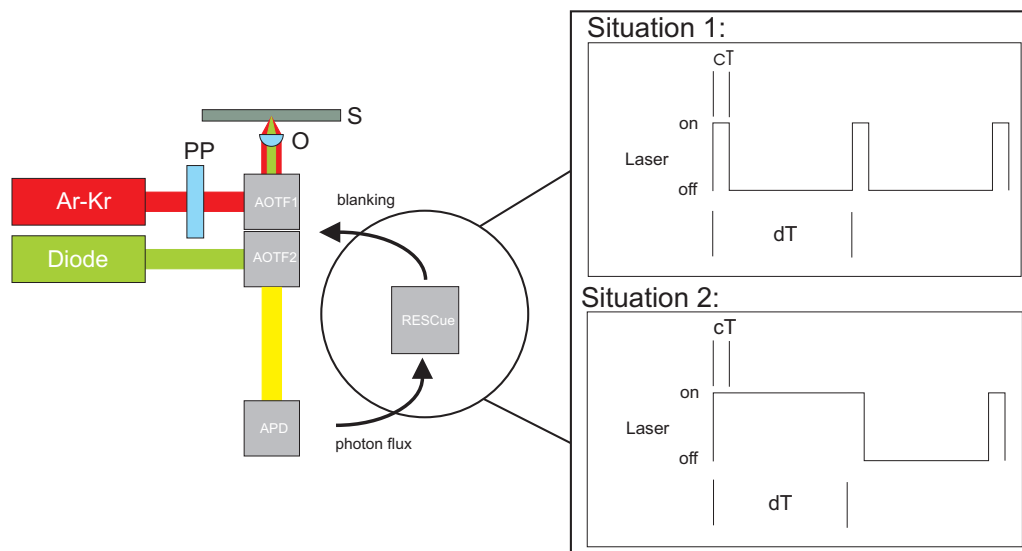 S
O
PP
Ar-Kr
AOTF1
blanking
Diode
AOTF2
RESCue
APD
photon flux
Situation 1:
cT
on
Laser
off
dT
Situation 2:
cT
on
Laser
off
dT